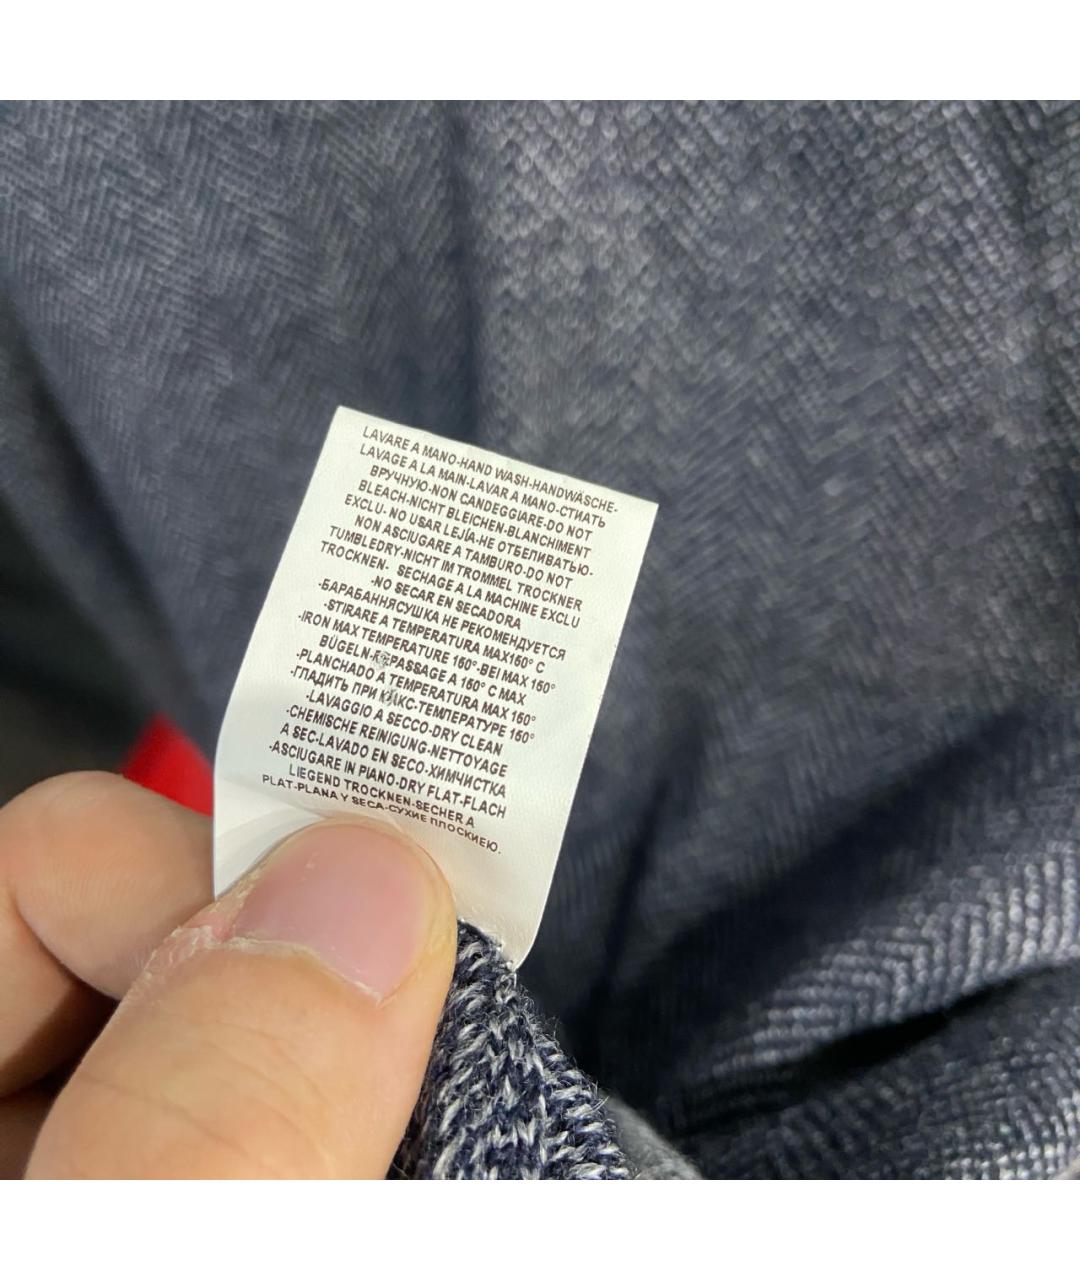 LAVARE A MANO-HAND WASH-HANDWÄSCHE-
LAVAGE A LA MAIN-LAVAR A MANO-СТИАТЬ
ВРУЧНУЮ-NON CANDEGGIARE-DO NOT
BLEACH-NICHT BLEICHEN-BLANCHIMENT
EXCLU- NO USAR LEJÍA-НЕ ОТБЕЛИВАТЬЮ-
NON ASCIUGARE A TAMBURO-DO NOT
TUMBLEDRY-NICHT IM TROMMEL TROCKNER
TROCKNEN- SECHAGE A LA MACHINE EXCLU
-NO SECAR EN SECADORA
-БАРАБАННЯСУШКА НЕ РЕКОМЕНДУЕТСЯ
-STIRARE A TEMPERATURA MAX150° C
-IRON MAX TEMPERATURE 150°-BEI MAX 150°
BÜGELN-REPASSAGE A 150° C MAX
-PLANCHADO A TEMPERATURA MAX 150°
-ГЛАДИТЬ ПРИ МАКС-ТЕМПЕРАТУРЕ 150°
-LAVAGGIO A SECCO-DRY CLEAN
-CHEMISCHE REINIGUNG-NETTOYAGE
A SEC-LAVADO EN SECO-ХИМЧИСТКА
-ASCIUGARE IN PIANO-DRY FLAT-FLACH
LIEGEND TROCKNEN-SECHER A
PLAT-PLANA Y SECA-СУХИЕ ПЛОСКИЕЮ.